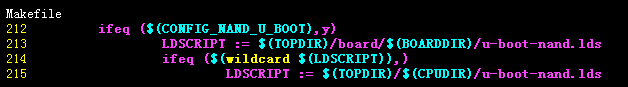 Makefile
212 ifeq ($(CONFIG_NAND_U_BOOT),y)
213 LDSCRIPT := $(TOPDIR)/board/$(BOARDDIR)/u-boot-nand.lds
214 ifeq ($(wildcard $(LDSCRIPT)),)
215 LDSCRIPT := $(TOPDIR)/$(CPUDIR)/u-boot-nand.lds